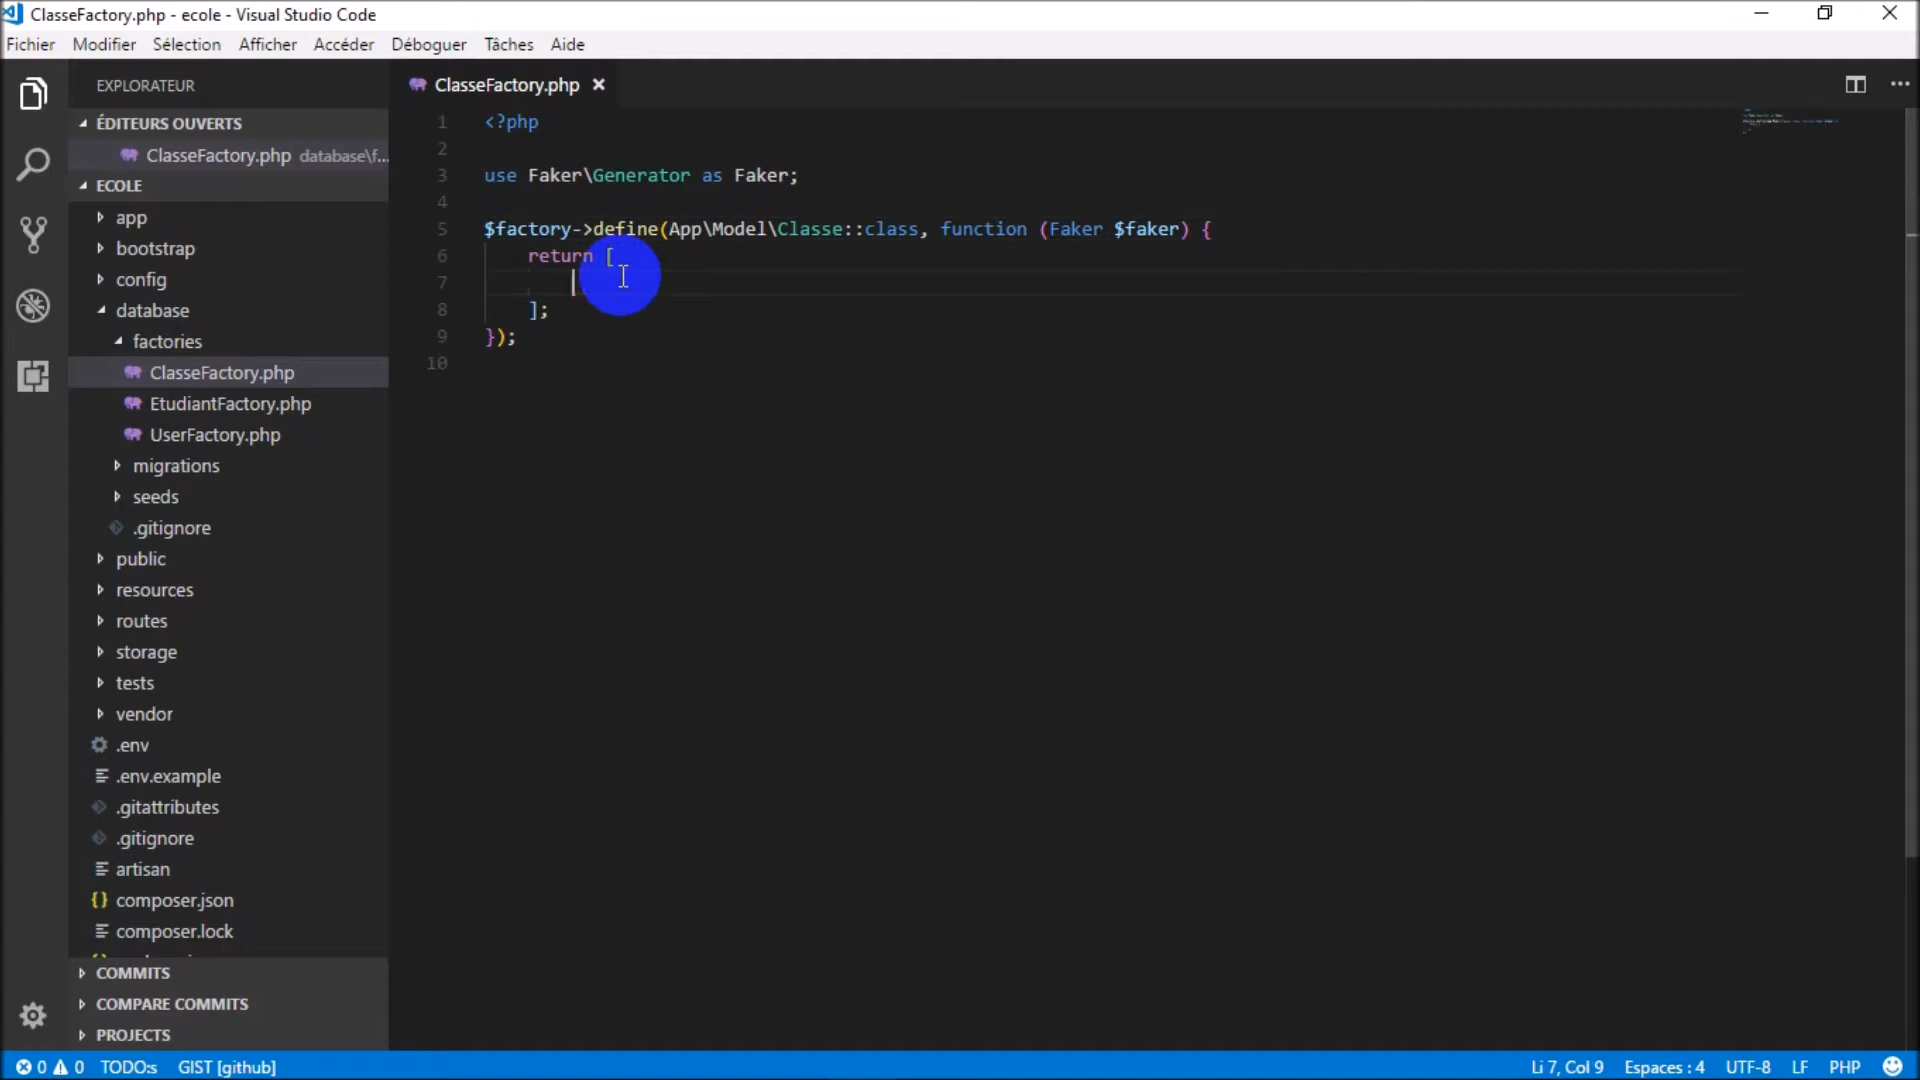 ClasseFactory.php - ecole - Visual Studio Code
Fichier Modifier Sélection Afficher Accéder Déboguer Tâches Aide
EXPLORATEUR
ÉDITEURS OUVERTS
ClasseFactory.php database\f...
ECOLE
app
bootstrap
config
database
factories
ClasseFactory.php
EtudiantFactory.php
UserFactory.php
migrations
seeds
.gitignore
public
resources
routes
storage
tests
vendor
.env
.env.example
.gitattributes
.gitignore
artisan
composer.json
composer.lock
COMMITS
COMPARE COMMITS
PROJECTS
ClasseFactory.php
1 <?php
2
3 use Faker\Generator as Faker;
4
5 $factory->define(App\Model\Classe::class, function (Faker $faker) {
6 return [
7
8 ];
9 });
10
0 0 TODO:s GIST [github]
Li 7, Col 9 Espaces : 4 UTF-8 LF PHP